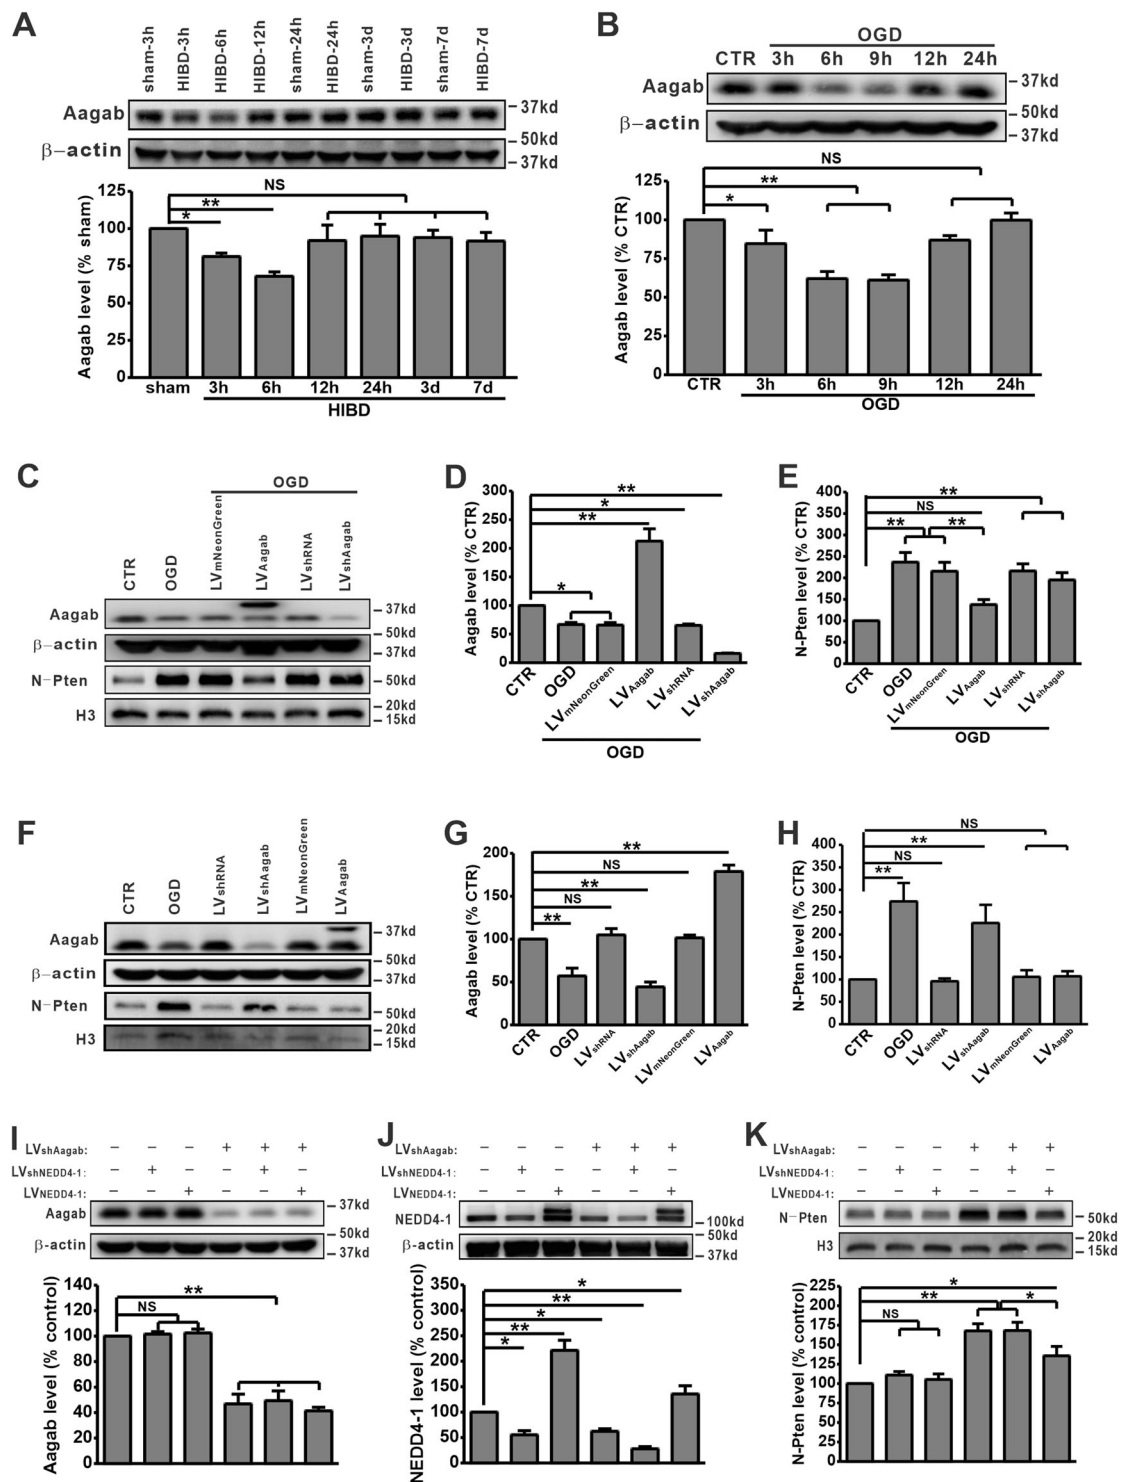 A
sham-3h
HIBD-3h
HIBD-6h
HIBD-12h
sham-24h
HIBD-24h
sham-3d
HIBD-3d
sham-7d
HIBD-7d
Aagab
37kd
β-actin
50kd
37kd
NS
**
*
Aagab level (% sham)
125
100
75
50
25
0
sham 3h 6h 12h 24h 3d 7d
HIBD
B
OGD
CTR 3h 6h 9h 12h 24h
Aagab
37kd
β-actin
50kd
37kd
NS
**
*
Aagab level (% CTR)
125
100
75
50
25
0
CTR 3h 6h 9h 12h 24h
OGD
C
OGD
CTR
OGD
LVmNeonGreen
LVAagab
LVshRNA
LVshAagab
Aagab
37kd
β-actin
50kd
37kd
N-Pten
50kd
H3
20kd
15kd
D
**
*
**
*
Aagab level (% CTR)
300
250
200
150
100
50
0
CTR
OGD
LVmNeonGreen
LVAagab
LVshRNA
LVshAagab
OGD
E
**
NS
** **
N-Pten level (% CTR)
400
350
300
250
200
150
100
50
0
CTR
OGD
LVmNeonGreen
LVAagab
LVshRNA
LVshAagab
OGD
F
CTR
OGD
LVshRNA
LVshAagab
LVmNeonGreen
LVAagab
Aagab
37kd
β-actin
50kd
37kd
N-Pten
50kd
H3
20kd
15kd
G
**
NS
**
NS
**
Aagab level (% CTR)
200
150
100
50
0
CTR
OGD
LVshRNA
LVshAagab
LVmNeonGreen
LVAagab
H
NS
**
NS
**
N-Pten level (% CTR)
400
350
300
250
200
150
100
50
0
CTR
OGD
LVshRNA
LVshAagab
LVmNeonGreen
LVAagab
I
LVshAagab: − − − + + +
LVshNEDD4-1: − + − − + −
LVNEDD4-1: − − + − − +
Aagab
37kd
β-actin
50kd
37kd
**
NS
Aagab level (% control)
140
120
100
80
60
40
20
0
J
LVshAagab: − − − + + +
LVshNEDD4-1: − + − − + −
LVNEDD4-1: − − + − − +
NEDD4-1
100kd
β-actin
50kd
37kd
*
**
*
**
*
NEDD4-1 level (% control)
350
300
250
200
150
100
50
0
K
LVshAagab: − − − + + +
LVshNEDD4-1: − + − − + −
LVNEDD4-1: − − + − − +
N-Pten
50kd
H3
20kd
15kd
*
** *
NS
N-Pten level (% control)
225
200
175
150
125
100
75
50
25
0